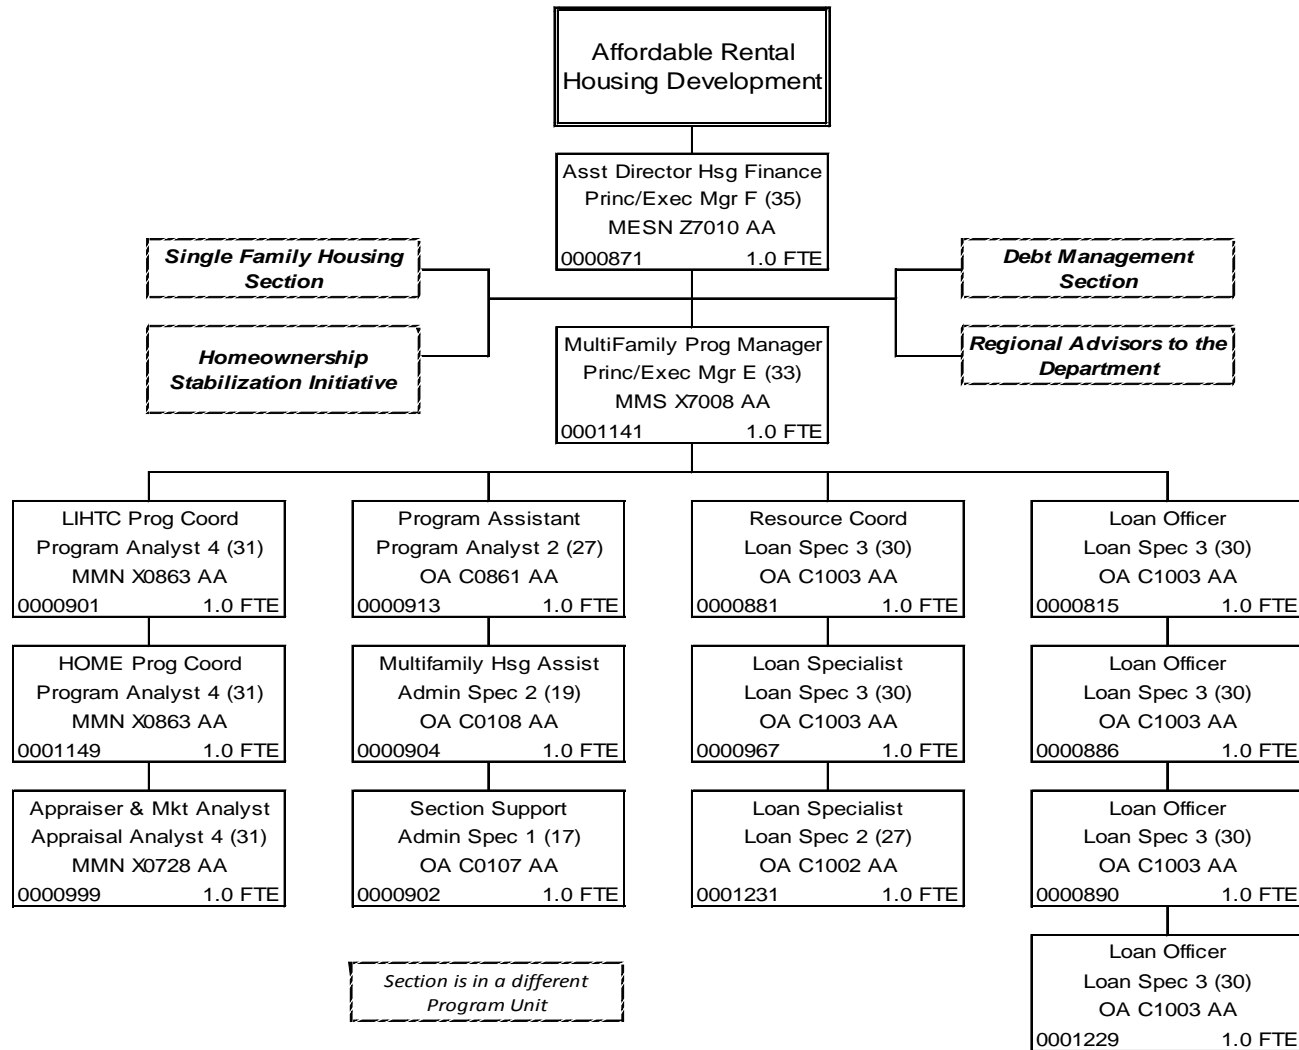 Affordable Rental
Housing Development
Asst Director Hsg Finance
Princ/Exec Mgr F (35)
MESN Z7010 AA
0000871 1.0 FTE
Single Family Housing
Section
Debt Management
Section
Homeownership
Stabilization Initiative
Regional Advisors to the
Department
MultiFamily Prog Manager
Princ/Exec Mgr E (33)
MMS X7008 AA
0001141 1.0 FTE
LIHTC Prog Coord
Program Analyst 4 (31)
MMN X0863 AA
0000901 1.0 FTE
HOME Prog Coord
Program Analyst 4 (31)
MMN X0863 AA
0001149 1.0 FTE
Appraiser & Mkt Analyst
Appraisal Analyst 4 (31)
MMN X0728 AA
0000999 1.0 FTE
Program Assistant
Program Analyst 2 (27)
OA C0861 AA
0000913 1.0 FTE
Multifamily Hsg Assist
Admin Spec 2 (19)
OA C0108 AA
0000904 1.0 FTE
Section Support
Admin Spec 1 (17)
OA C0107 AA
0000902 1.0 FTE
Resource Coord
Loan Spec 3 (30)
OA C1003 AA
0000881 1.0 FTE
Loan Specialist
Loan Spec 3 (30)
OA C1003 AA
0000967 1.0 FTE
Loan Specialist
Loan Spec 2 (27)
OA C1002 AA
0001231 1.0 FTE
Loan Officer
Loan Spec 3 (30)
OA C1003 AA
0000815 1.0 FTE
Loan Officer
Loan Spec 3 (30)
OA C1003 AA
0000886 1.0 FTE
Loan Officer
Loan Spec 3 (30)
OA C1003 AA
0000890 1.0 FTE
Loan Officer
Loan Spec 3 (30)
OA C1003 AA
0001229 1.0 FTE
Section is in a different
Program Unit